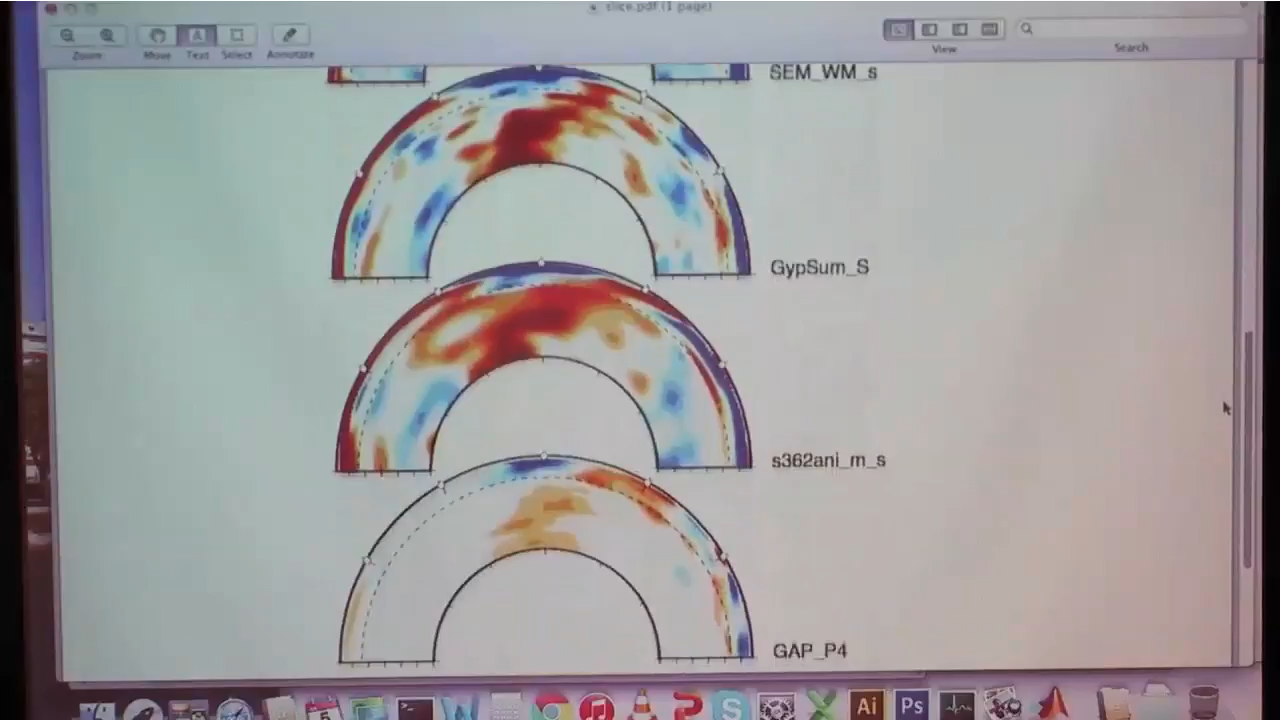 slice.pdf (1 page)
Zoom
Move
Text
Select
Annotate
View
Search
SEM_WM_s
GypSum_S
s362ani_m_s
GAP_P4
Ai
Ps